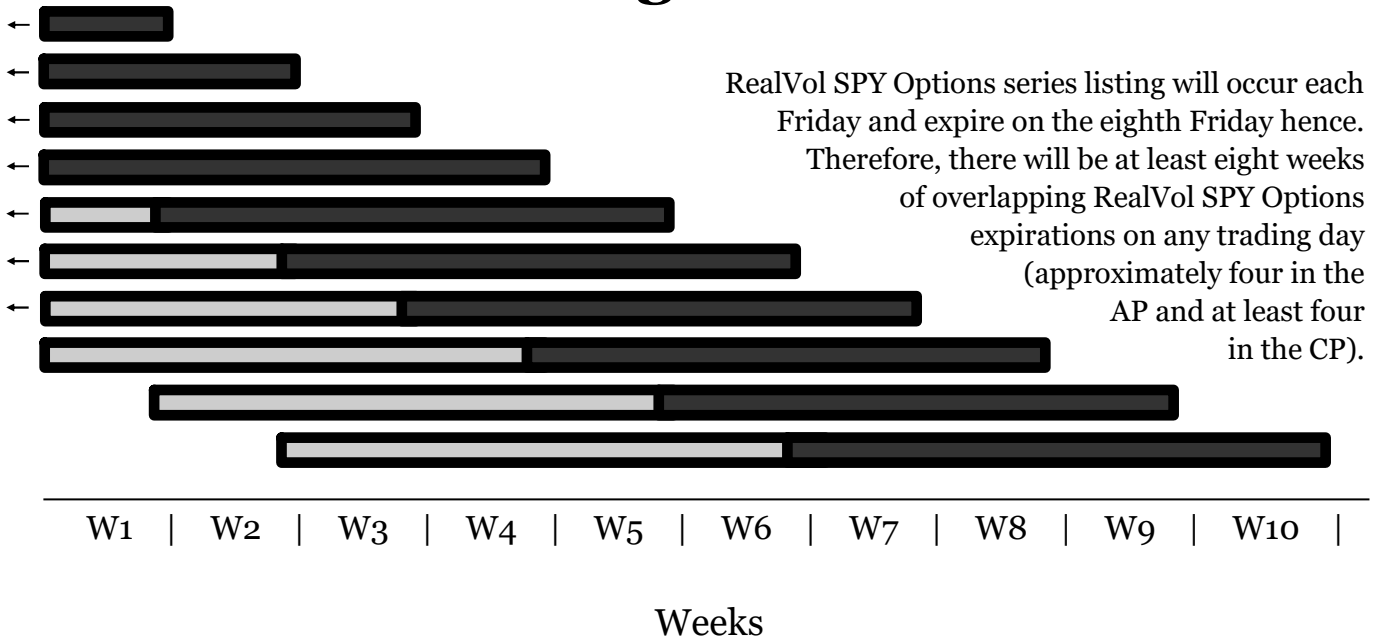 RealVol SPY Options series listing will occur each
Friday and expire on the eighth Friday hence.
Therefore, there will be at least eight weeks
of overlapping RealVol SPY Options
expirations on any trading day
(approximately four in the
AP and at least four
in the CP).
W1 | W2 | W3 | W4 | W5 | W6 | W7 | W8 | W9 | W10 |
Weeks